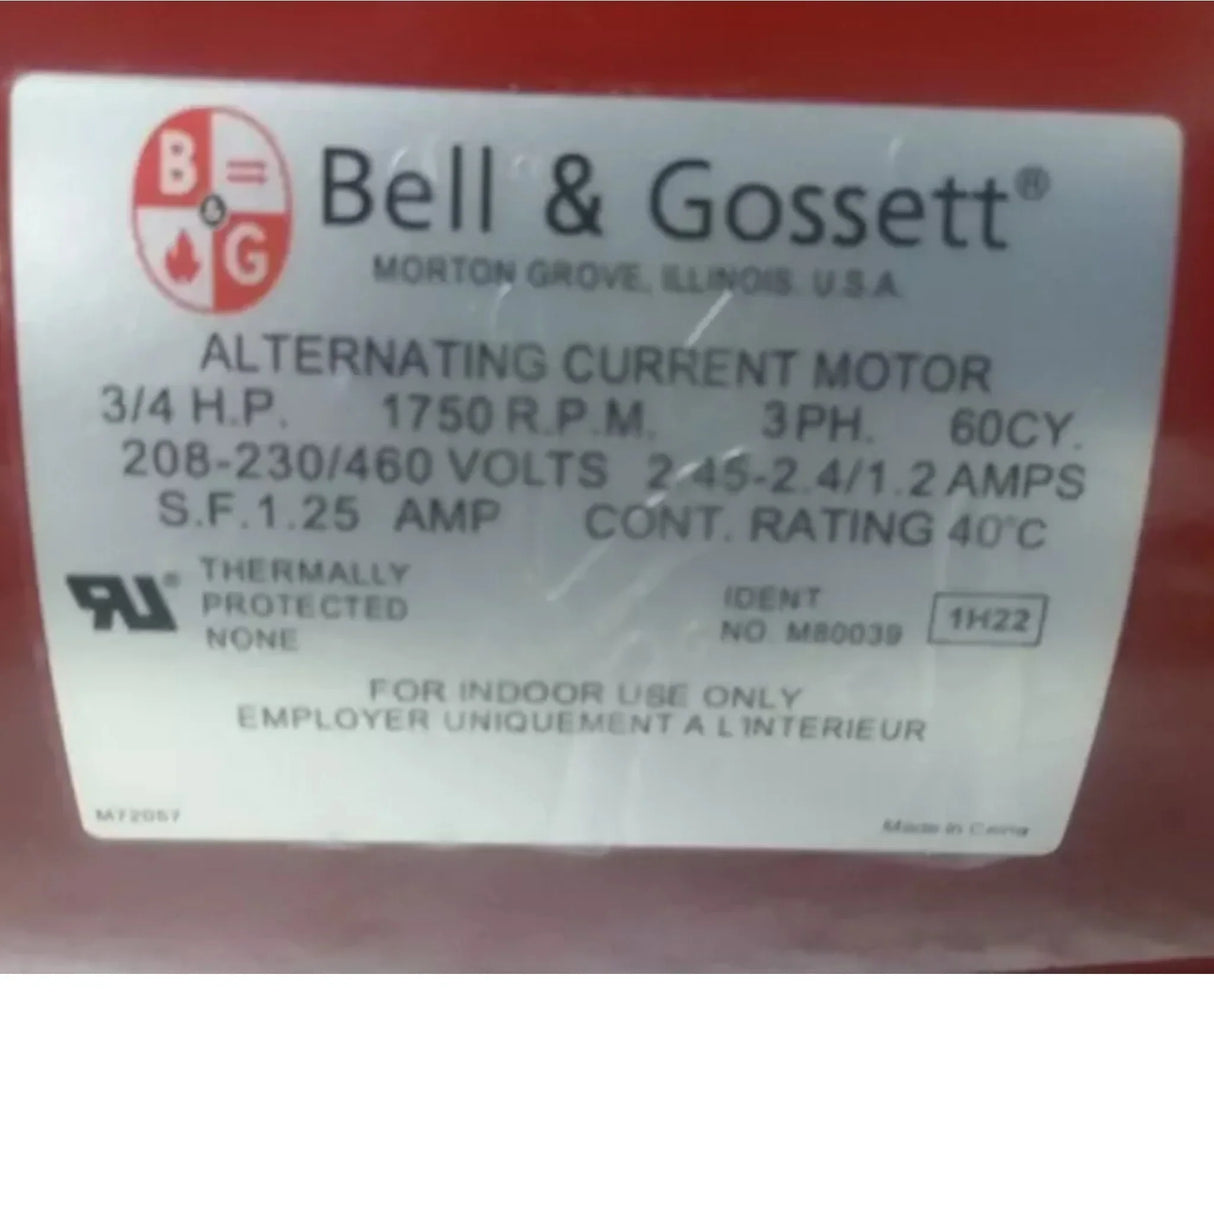 B & G
Bell & Gossett®
MORTON GROVE, ILLINOIS U.S.A.
ALTERNATING CURRENT MOTOR
3/4 H.P. 1750 R.P.M. 3PH. 60CY.
208-230/460 VOLTS 2.45-2.4/1.2 AMPS
S.F.1.25 AMP CONT. RATING 40°C
THERMALLY
PROTECTED
NONE
IDENT
NO. M80039 1H22
FOR INDOOR USE ONLY
EMPLOYER UNIQUEMENT A L'INTERIEUR
M72057
Made in China